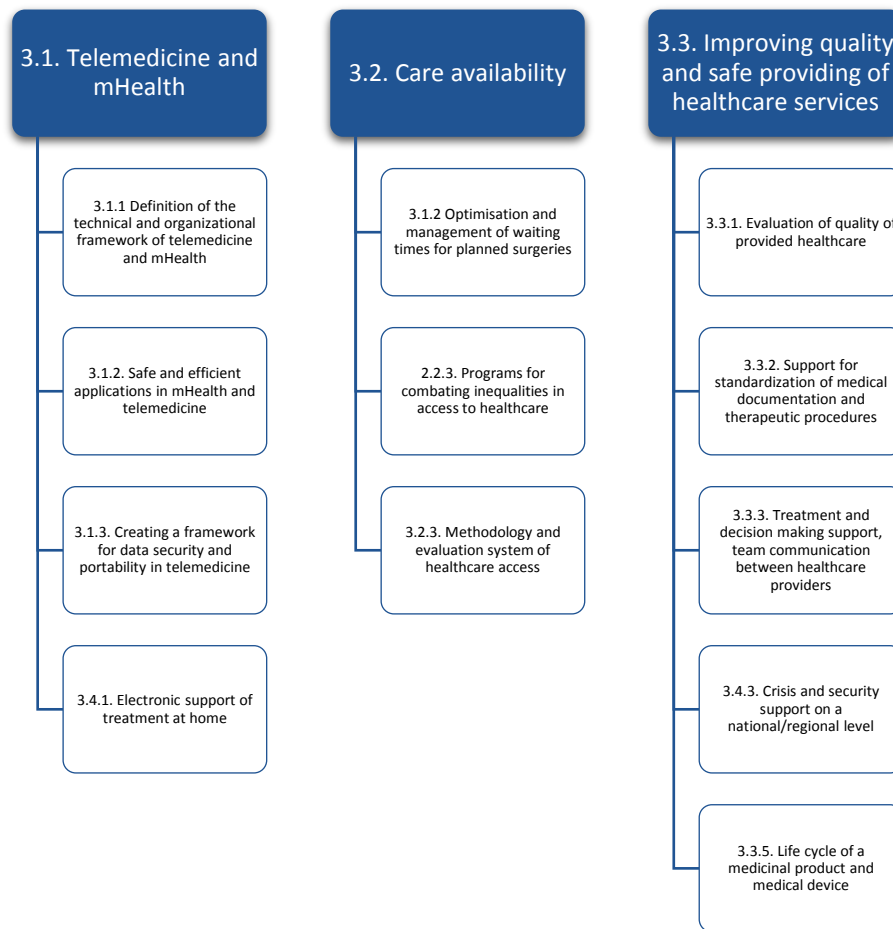 3.1. Telemedicine and
mHealth
3.1.1 Definition of the
technical and organizational
framework of telemedicine
and mHealth
3.1.2. Safe and efficient
applications in mHealth and
telemedicine
3.1.3. Creating a framework
for data security and
portability in telemedicine
3.4.1. Electronic support of
treatment at home
3.2. Care availability
3.1.2 Optimisation and
management of waiting
times for planned surgeries
2.2.3. Programs for
combating inequalities in
access to healthcare
3.2.3. Methodology and
evaluation system of
healthcare access
3.3. Improving quality
and safe providing of
healthcare services
3.3.1. Evaluation of quality of
provided healthcare
3.3.2. Support for
standardization of medical
documentation and
therapeutic procedures
3.3.3. Treatment and
decision making support,
team communication
between healthcare
providers
3.4.3. Crisis and security
support on a
national/regional level
3.3.5. Life cycle of a
medicinal product and
medical device